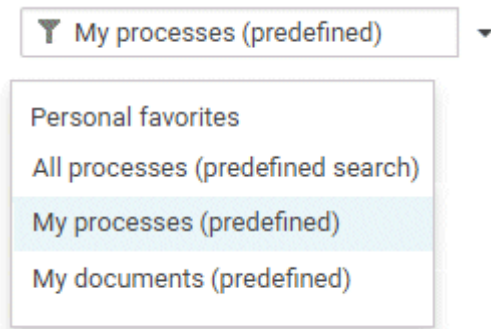 My processes (predefined)
Personal favorites
All processes (predefined search)
My processes (predefined)
My documents (predefined)